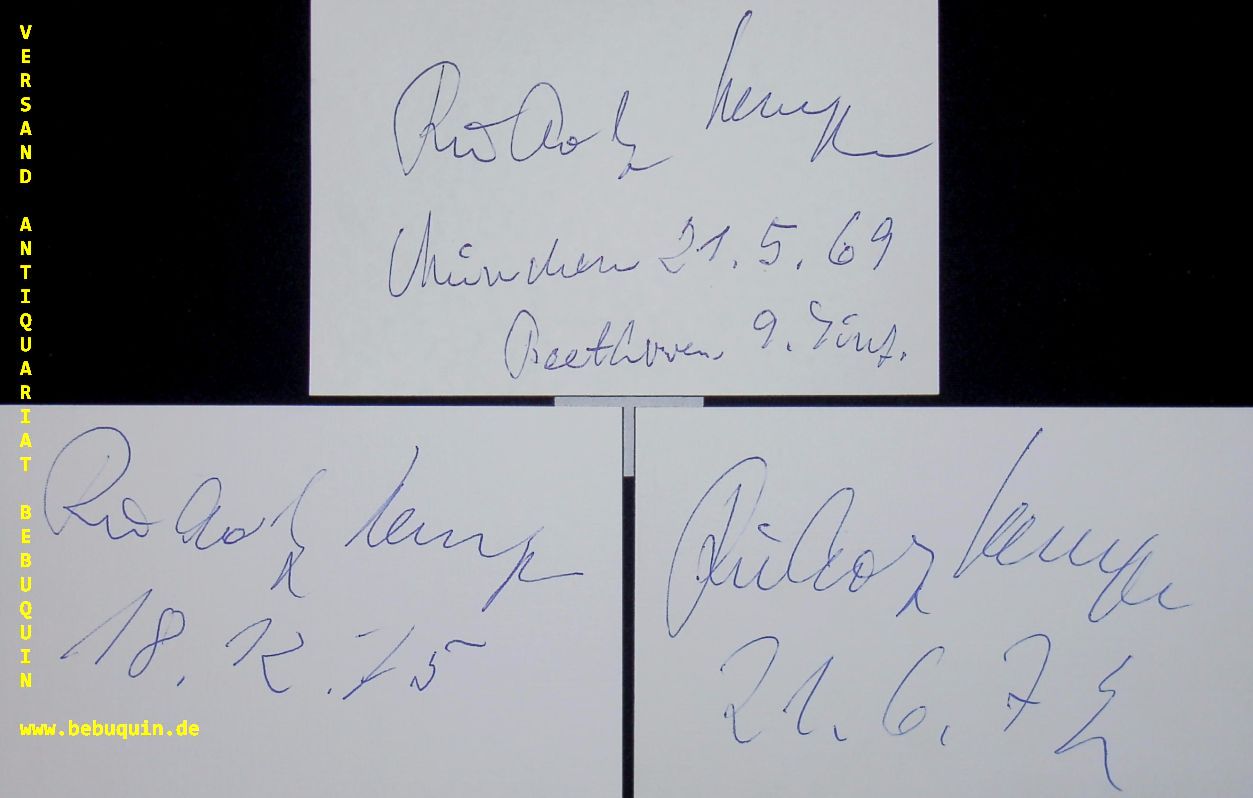 VERSAND ANTIQUARIAT BEBUQUIN
www.bebuquin.de
Rudolf Kempe
München 21.5.69
Beethoven 9. Sinf.
Rudolf Kempe
18.12.75
Rudolf Kempe
21.6.72